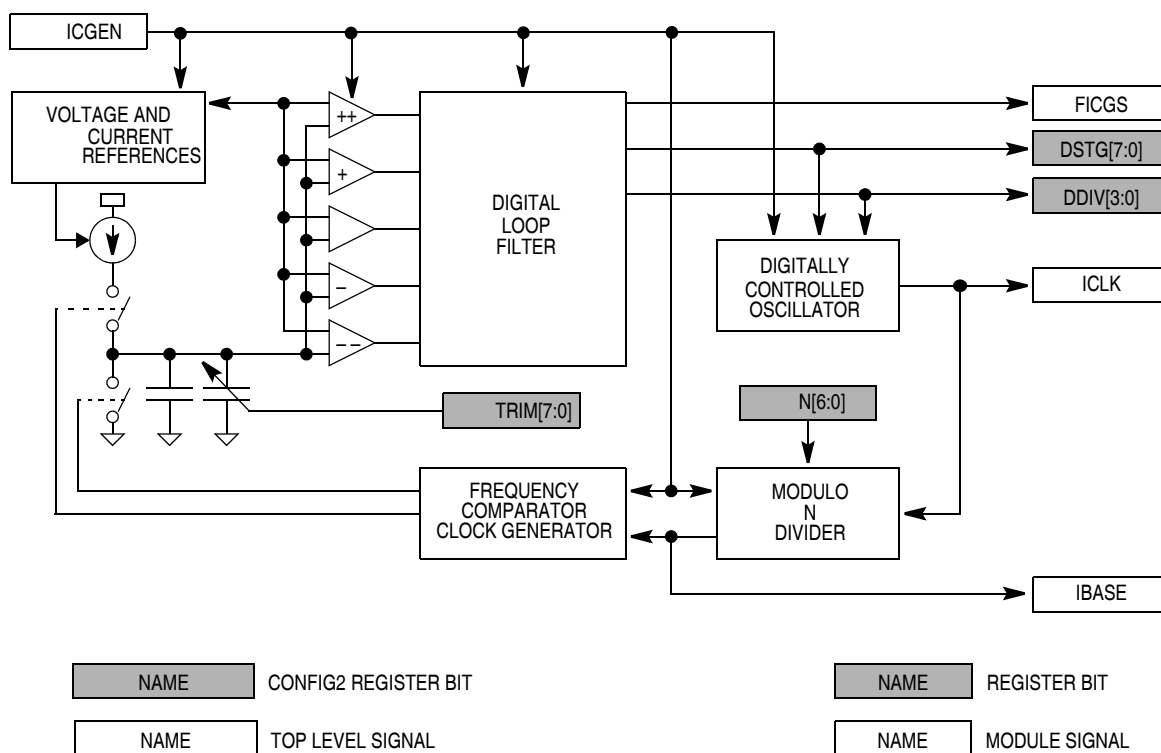 ICGEN
VOLTAGE AND
CURRENT
REFERENCES
++
+
-
--
DIGITAL
LOOP
FILTER
FICGS
DSTG[7:0]
DDIV[3:0]
DIGITALLY
CONTROLLED
OSCILLATOR
ICLK
TRIM[7:0]
N[6:0]
FREQUENCY
COMPARATOR
CLOCK GENERATOR
MODULO
N
DIVIDER
IBASE
NAME CONFIG2 REGISTER BIT
NAME REGISTER BIT
NAME TOP LEVEL SIGNAL
NAME MODULE SIGNAL